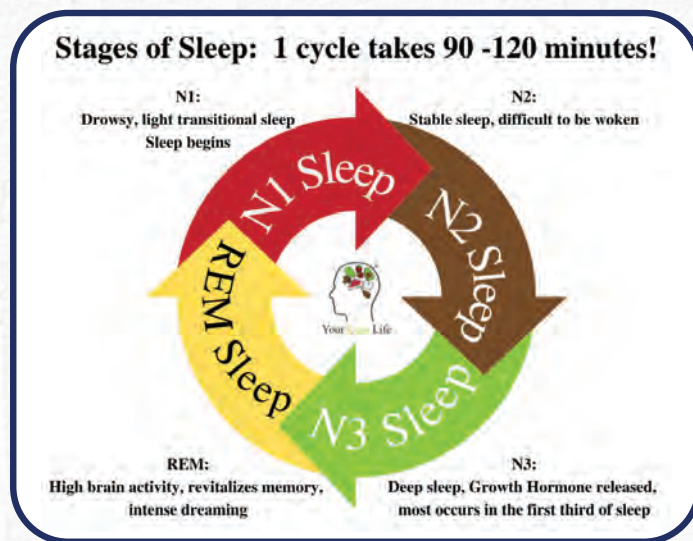 Stages of Sleep: 1 cycle takes 90 -120 minutes!
N1:
Drowsy, light transitional sleep
Sleep begins
N2:
Stable sleep, difficult to be woken
N1 Sleep
N2 Sleep
REM Sleep
N3 Sleep
Your
Life
REM:
High brain activity, revitalizes memory,
intense dreaming
N3:
Deep sleep, Growth Hormone released,
most occurs in the first third of sleep